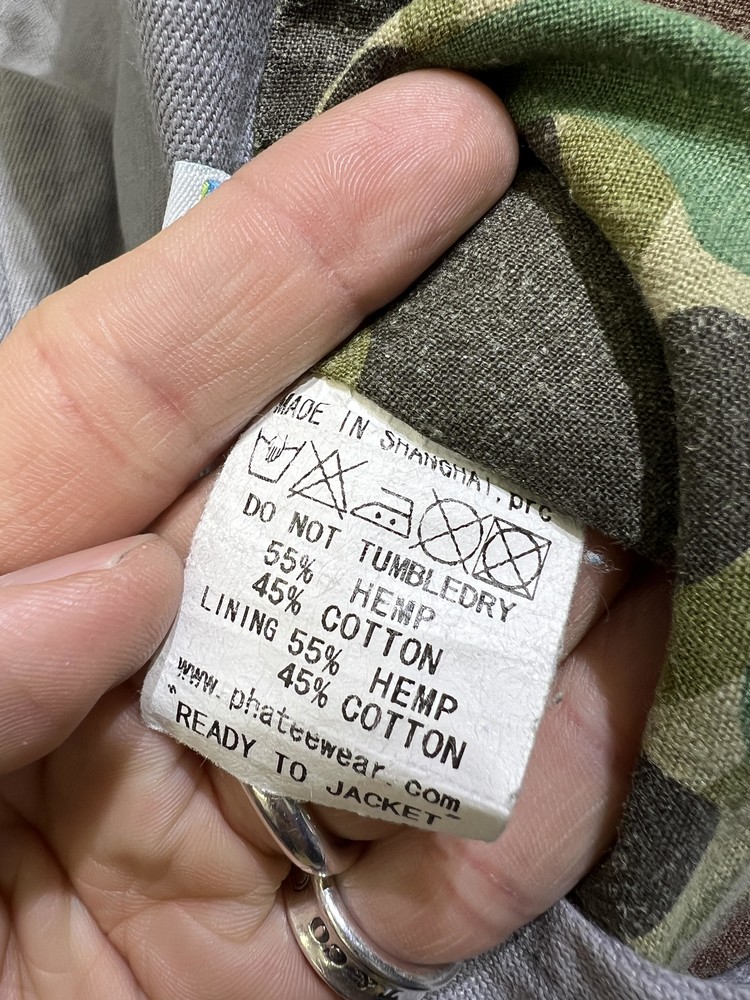 MADE IN SHANGHAI.prc
DO NOT TUMBLEDRY
55% HEMP
45% COTTON
LINING 55% HEMP
45% COTTON
www.phateewear.com
READY TO JACKET